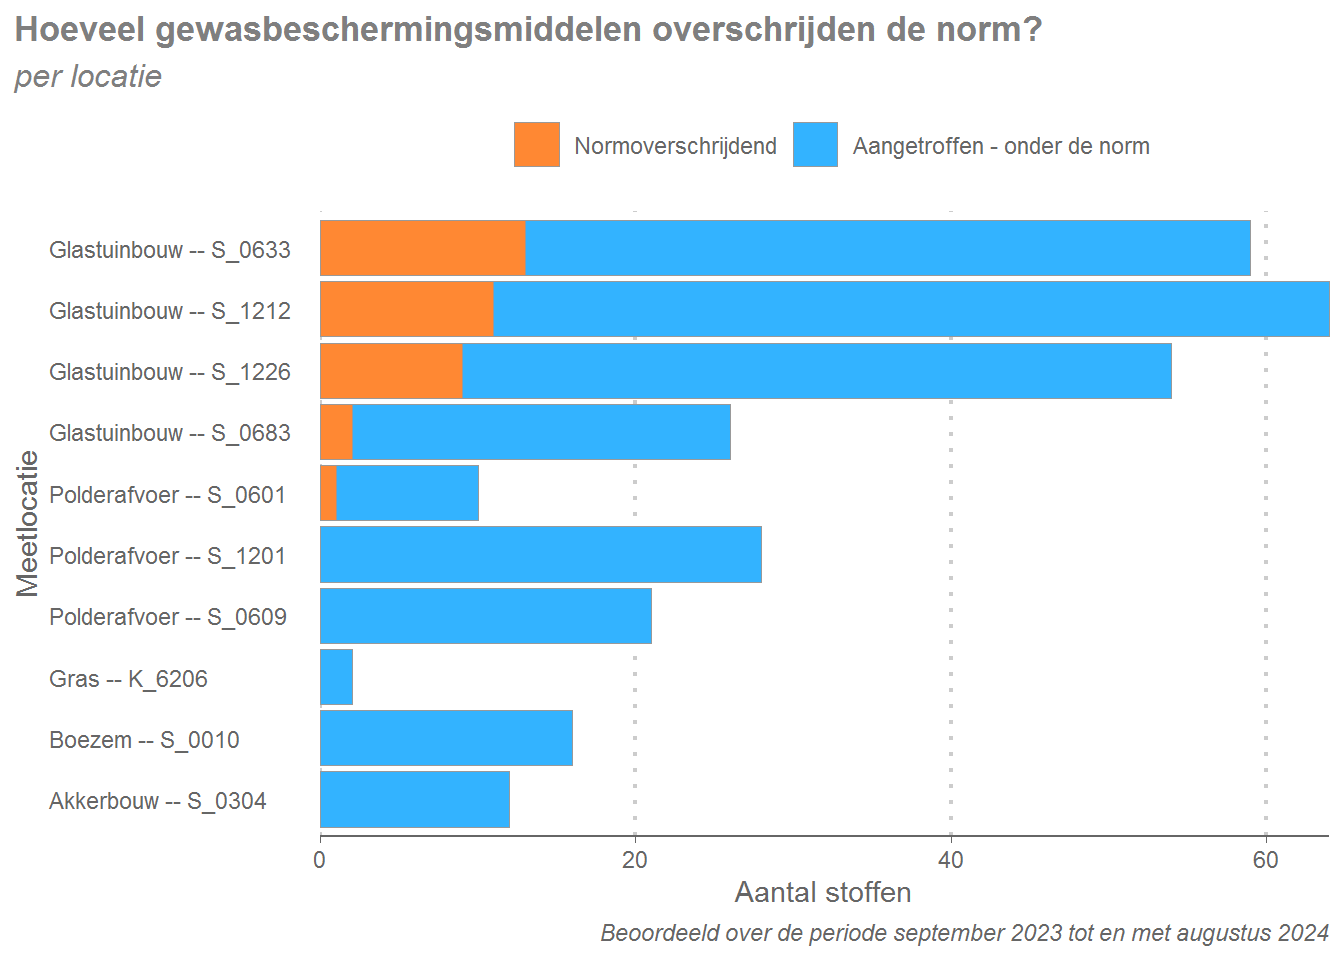 Hoeveel gewasbeschermingsmiddelen overschrijden de norm?
per locatie
Normoverschrijdend
Aangetroffen - onder de norm
Meetlocatie
Glastuinbouw -- S_0633
Glastuinbouw -- S_1212
Glastuinbouw -- S_1226
Glastuinbouw -- S_0683
Polderafvoer -- S_0601
Polderafvoer -- S_1201
Polderafvoer -- S_0609
Gras -- K_6206
Boezem -- S_0010
Akkerbouw -- S_0304
0 20 40 60
Aantal stoffen
Beoordeeld over de periode september 2023 tot en met augustus 2024